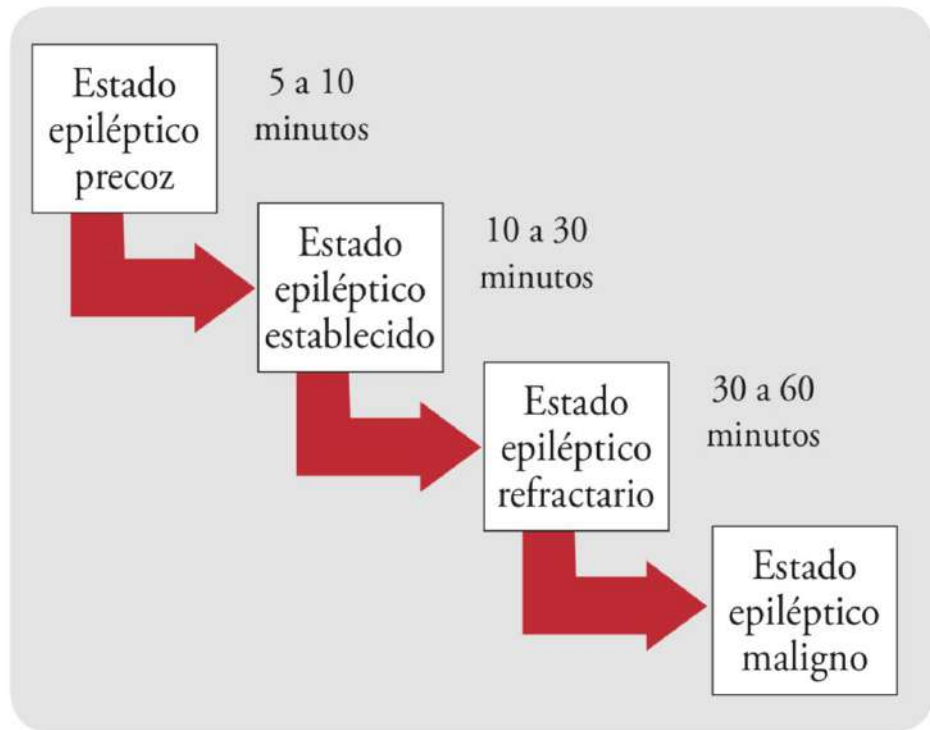 Estado
epiléptico
precoz
5 a 10
minutos
Estado
epiléptico
establecido
10 a 30
minutos
Estado
epiléptico
refractario
30 a 60
minutos
Estado
epiléptico
maligno